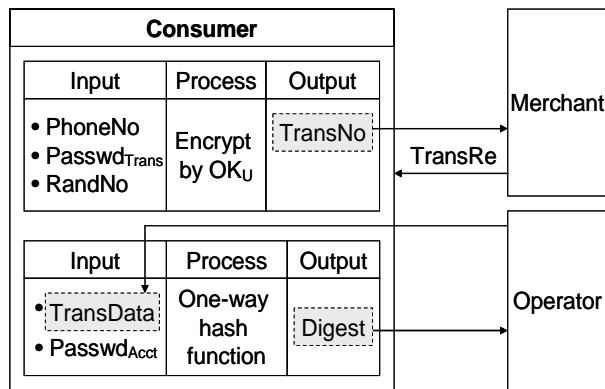 Consumer
Input Process Output
• PhoneNo
• PasswdTrans
• RandNo
Encrypt
by OKU
TransNo
Merchant
TransRe
Input Process Output
• TransData
• PasswdAcct
One-way
hash
function
Digest
Operator